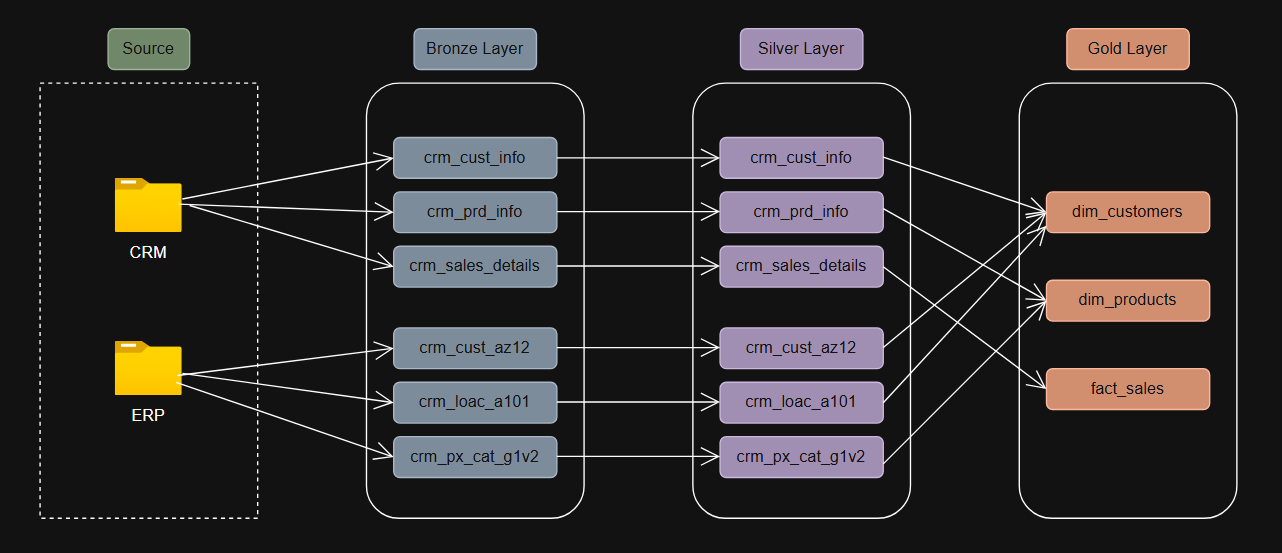 Source
Bronze Layer
Silver Layer
Gold Layer
CRM
ERP
crm_cust_info
crm_prd_info
crm_sales_details
crm_cust_az12
crm_loac_a101
crm_px_cat_g1v2
crm_cust_info
crm_prd_info
crm_sales_details
crm_cust_az12
crm_loac_a101
crm_px_cat_g1v2
dim_customers
dim_products
fact_sales